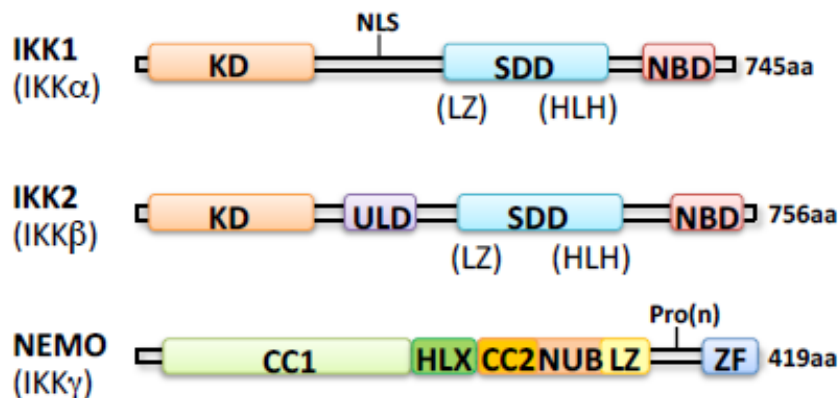 NLS
IKK1 KD SDD NBD 745aa
(IKKα) (LZ) (HLH)
IKK2 KD ULD SDD NBD 756aa
(IKKβ) (LZ) (HLH)
Pro(n)
NEMO CC1 HLX CC2 NUB LZ ZF 419aa
(IKKγ)